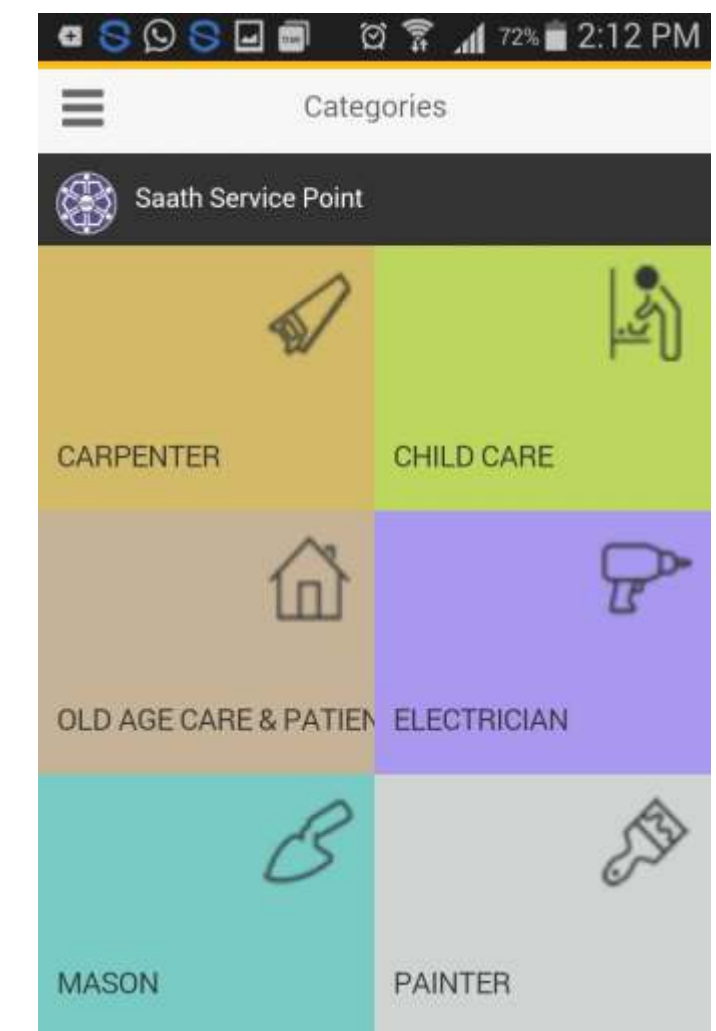 72% 2:12 PM
Categories
Saath Service Point
CARPENTER
CHILD CARE
OLD AGE CARE & PATIEN
ELECTRICIAN
MASON
PAINTER